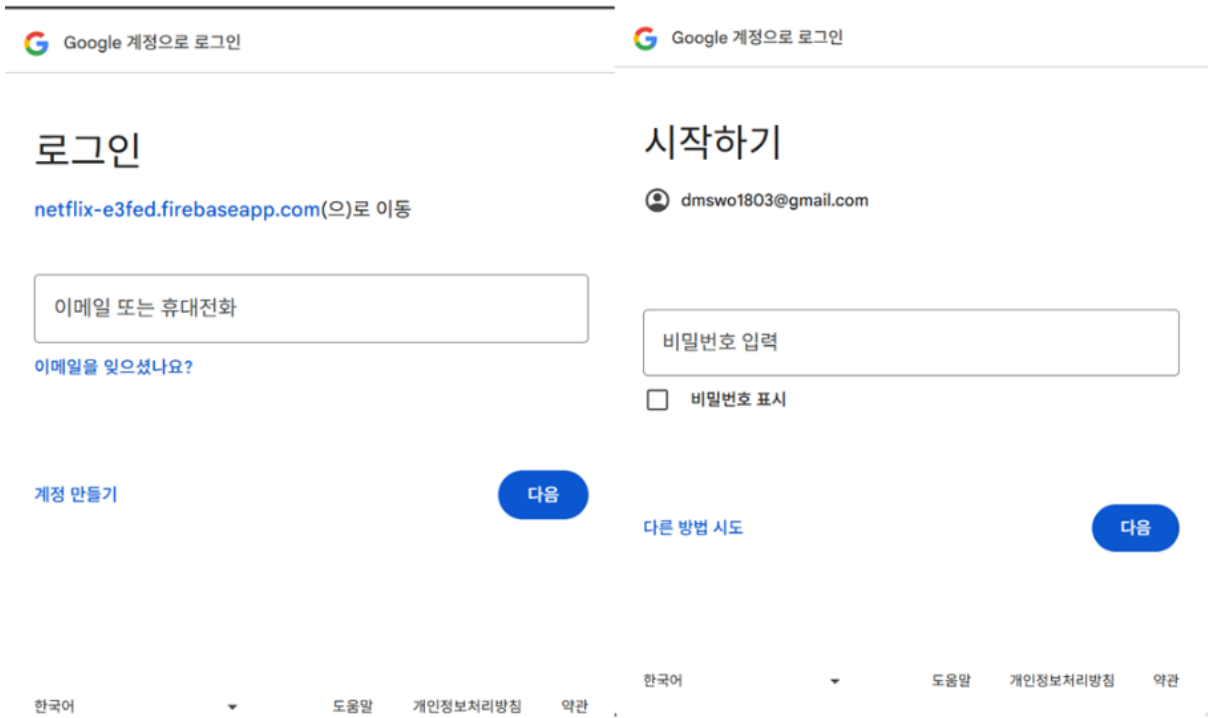 Google 계정으로 로그인
로그인
netflix-e3fed.firebaseapp.com(으)로 이동
이메일 또는 휴대전화
이메일을 잊으셨나요?
계정 만들기
다음
한국어
도움말
개인정보처리방침
약관
Google 계정으로 로그인
시작하기
dmswo1803@gmail.com
비밀번호 입력
비밀번호 표시
다른 방법 시도
다음
한국어
도움말
개인정보처리방침
약관